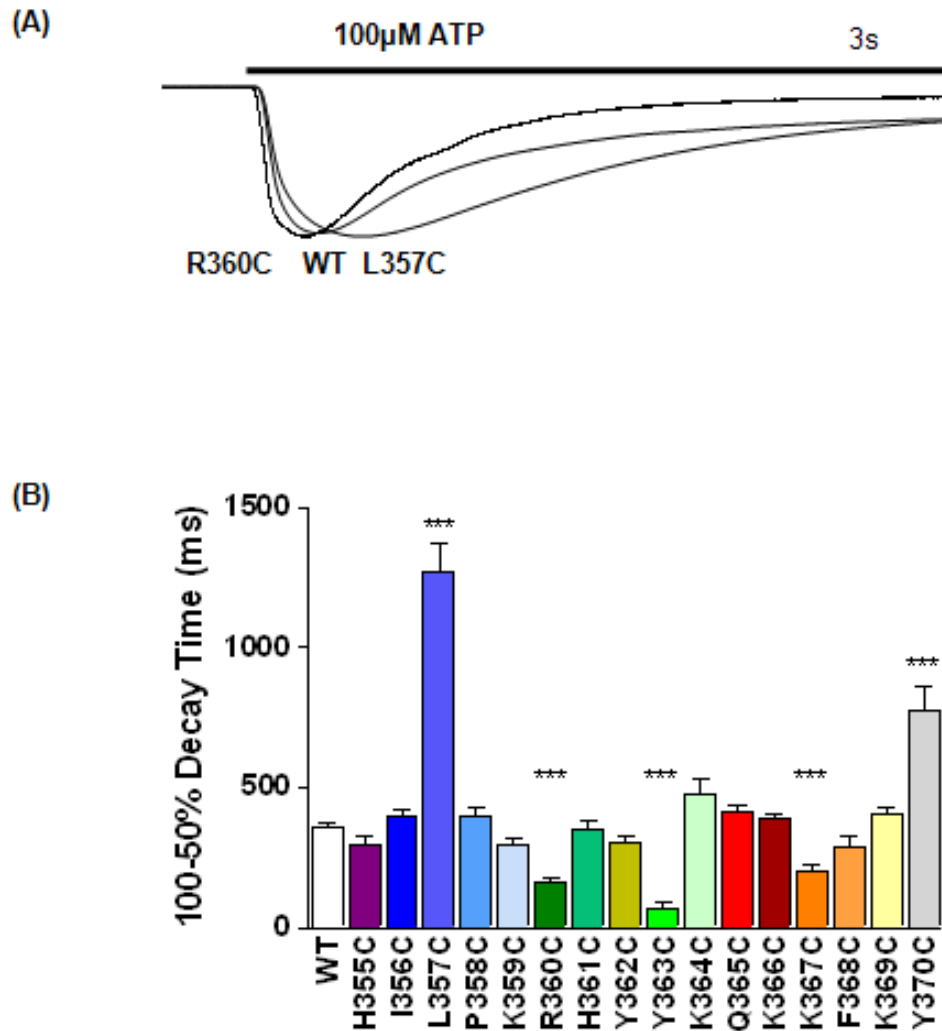 (A)
100µM ATP 3s
R360C WT L357C
(B)
100-50% Decay Time (ms)
1500
1000
500
0
***
***
***
***
***
WT
H355C
I356C
L357C
P358C
K359C
R360C
H361C
Y362C
Y363C
K364C
Q365C
K366C
K367C
F368C
K369C
Y370C